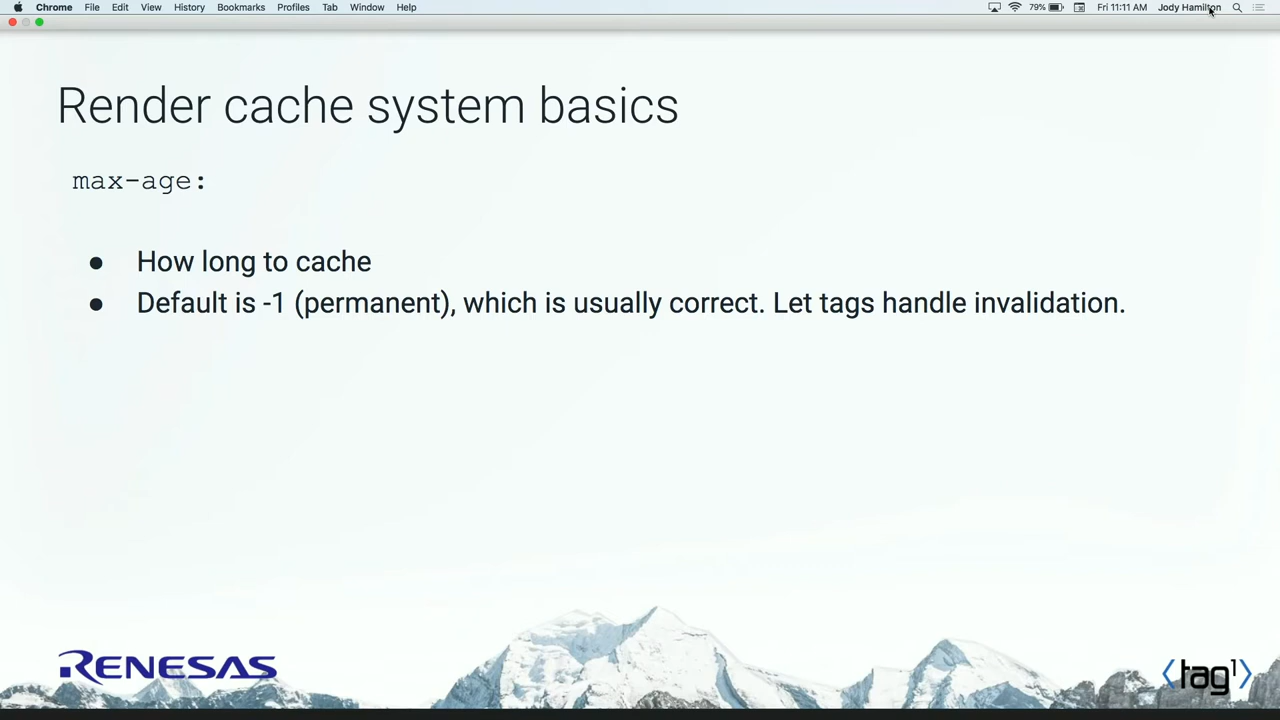 Chrome File Edit View History Bookmarks Profiles Tab Window Help 79% Fri 11:11 AM Jody Hamilton
Render cache system basics
max-age:
● How long to cache
● Default is -1 (permanent), which is usually correct. Let tags handle invalidation.
RENESAS
<tag1>